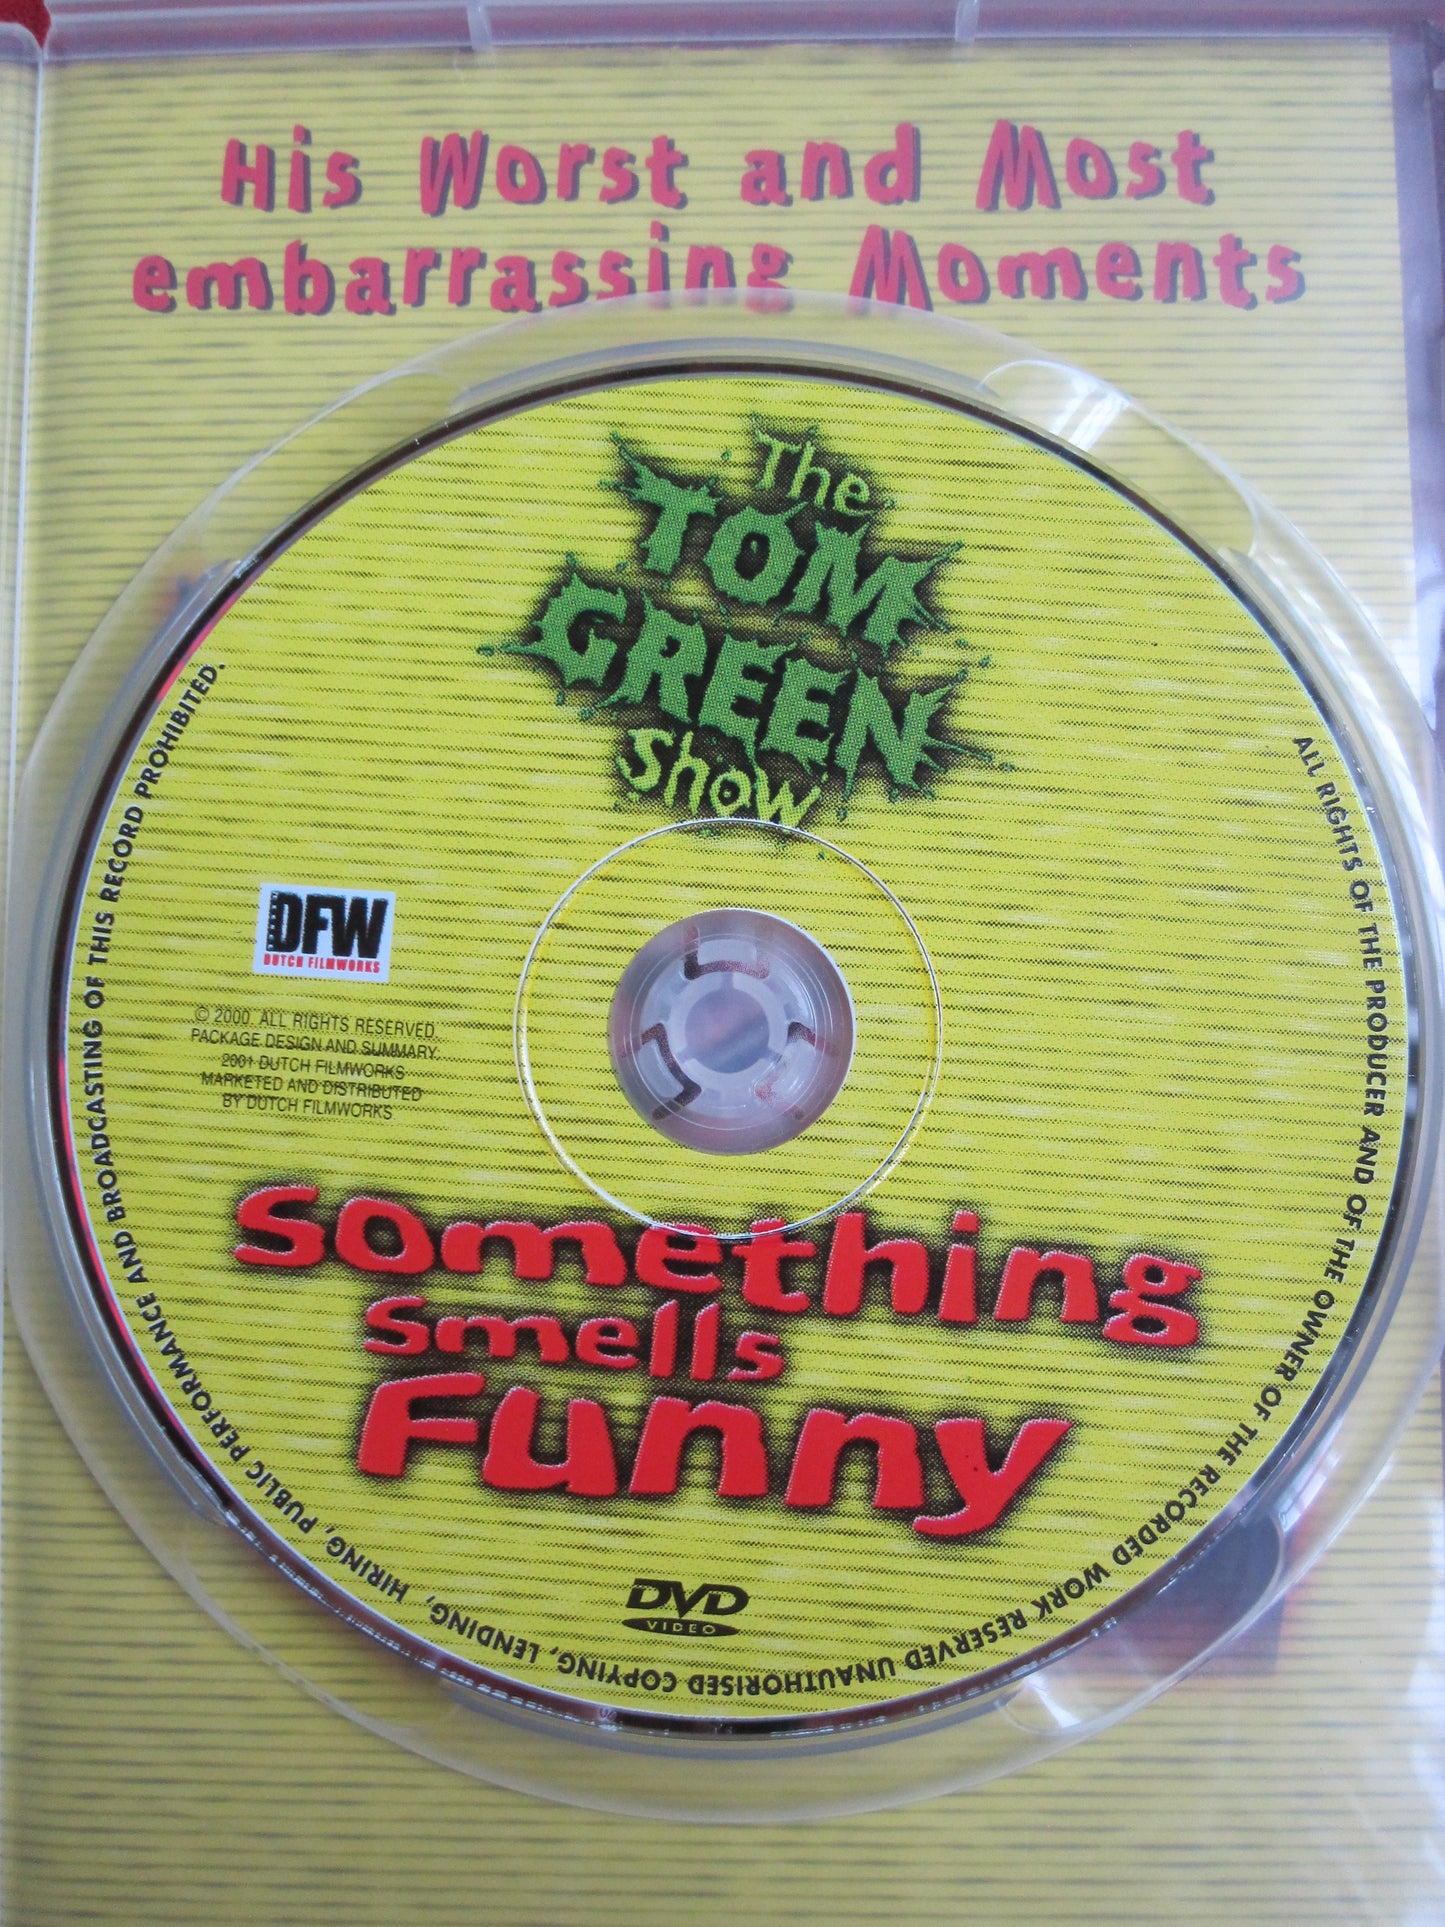 His Worst and Most
embarrassing Moments
The
TOM
GREEN
Show
DFW
DUTCH FILMWORKS
© 2000. ALL RIGHTS RESERVED.
PACKAGE DESIGN AND SUMMARY.
2001 DUTCH FILMWORKS
MARKETED AND DISTRIBUTED
BY DUTCH FILMWORKS
Something
Smells
Funny
DVD
VIDEO
ALL RIGHTS OF THE PRODUCER AND OF THE OWNER OF THE RECORDED WORK RESERVED UNAUTHORISED COPYING, LENDING, HIRING, PUBLIC PERFORMANCE AND BROADCASTING OF THIS RECORD PROHIBITED.